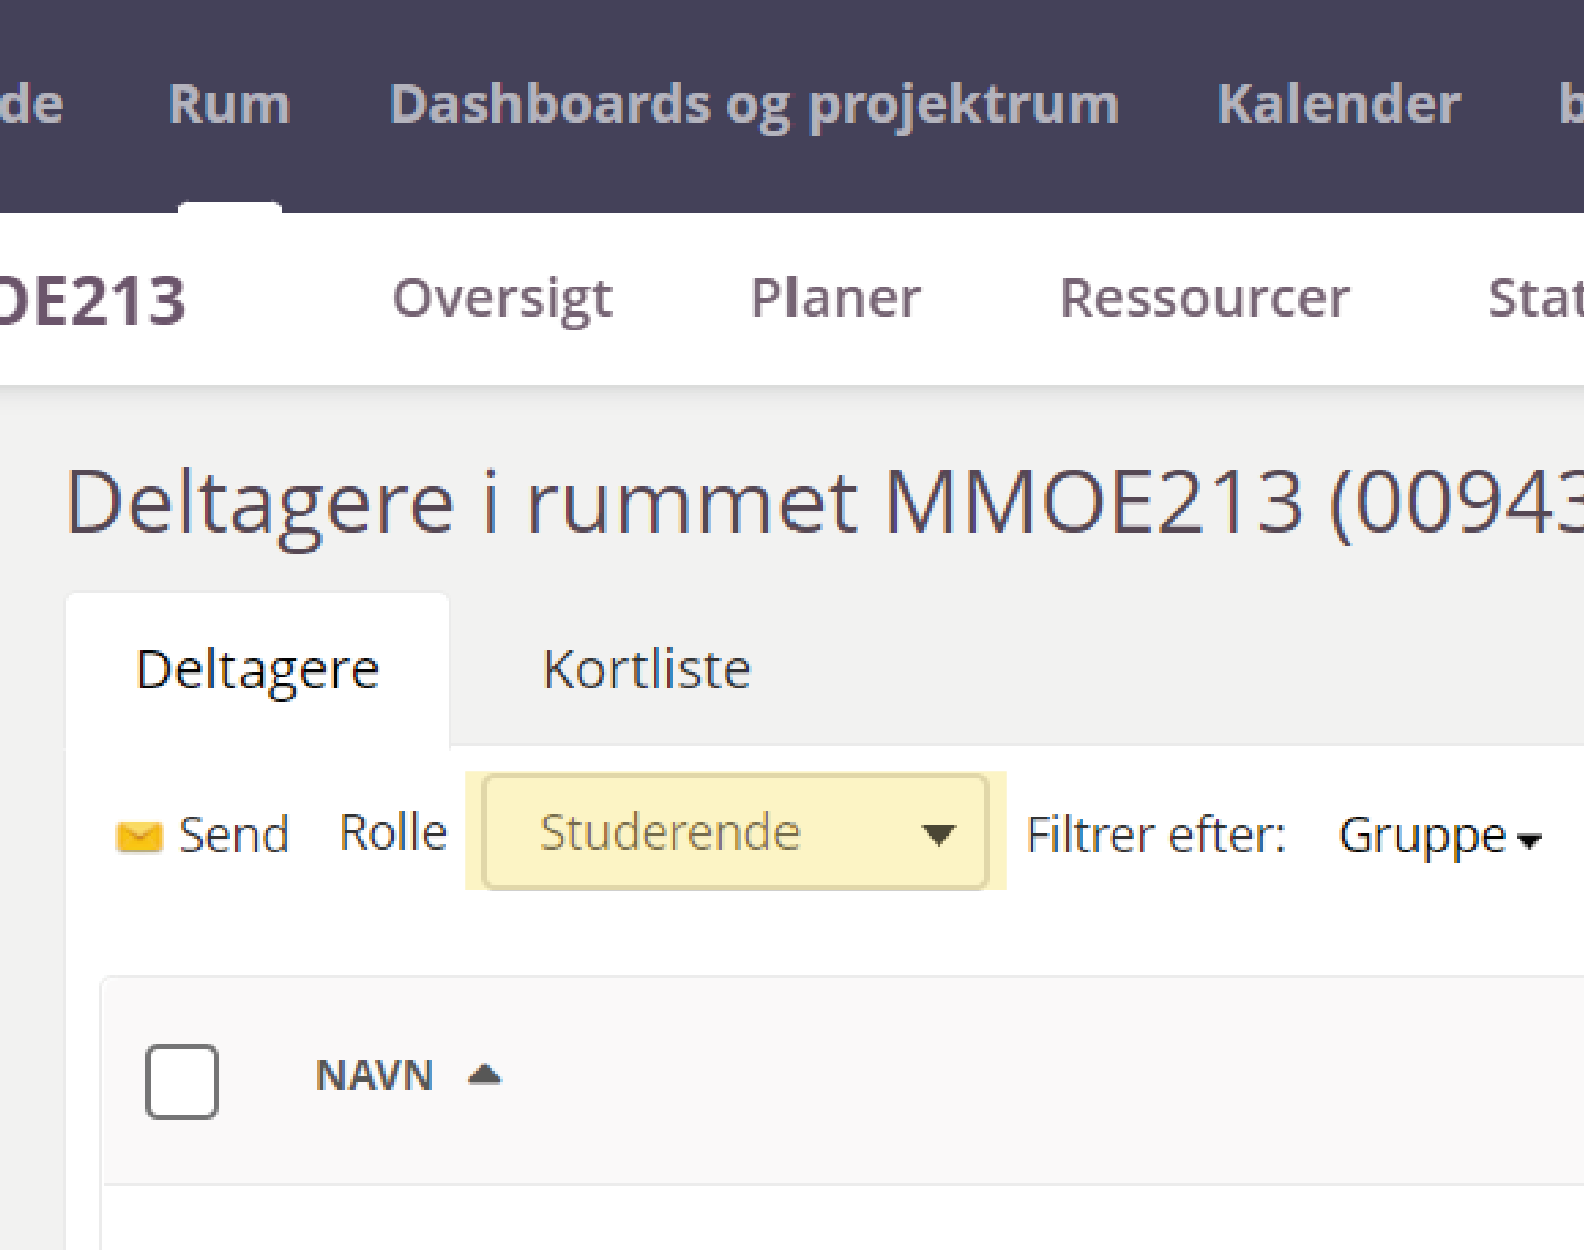 de Rum Dashboards og projektrum Kalender b
OE213 Oversigt Planer Ressourcer Stat
Deltagere i rummet MMOE213 (00943
Deltagere Kortliste
Send Rolle Studerende Filtrer efter: Gruppe
NAVN